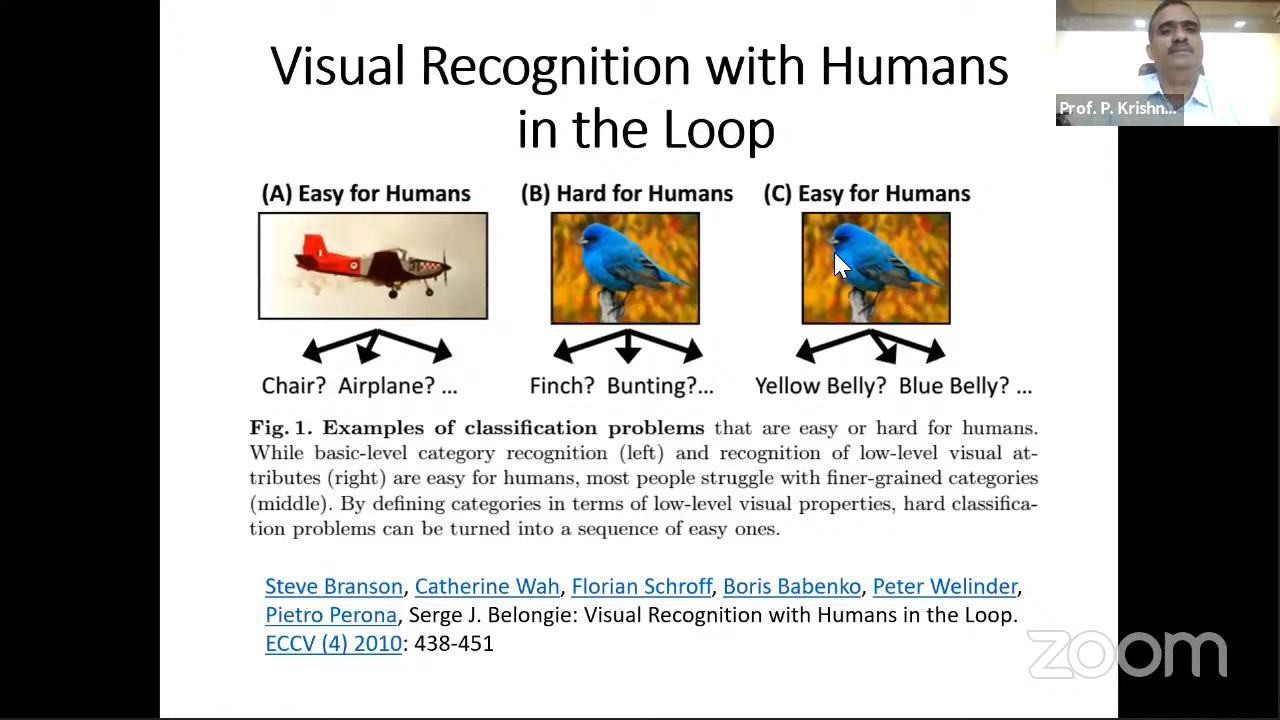 Visual Recognition with Humans
in the Loop
Prof. P. Krishn...
(A) Easy for Humans
(B) Hard for Humans
(C) Easy for Humans
Chair? Airplane? ...
Finch? Bunting?...
Yellow Belly? Blue Belly? ...
Fig. 1. Examples of classification problems that are easy or hard for humans.
While basic-level category recognition (left) and recognition of low-level visual at-
tributes (right) are easy for humans, most people struggle with finer-grained categories
(middle). By defining categories in terms of low-level visual properties, hard classifica-
tion problems can be turned into a sequence of easy ones.
Steve Branson, Catherine Wah, Florian Schroff, Boris Babenko, Peter Welinder,
Pietro Perona, Serge J. Belongie: Visual Recognition with Humans in the Loop.
ECCV (4) 2010: 438-451
zoom